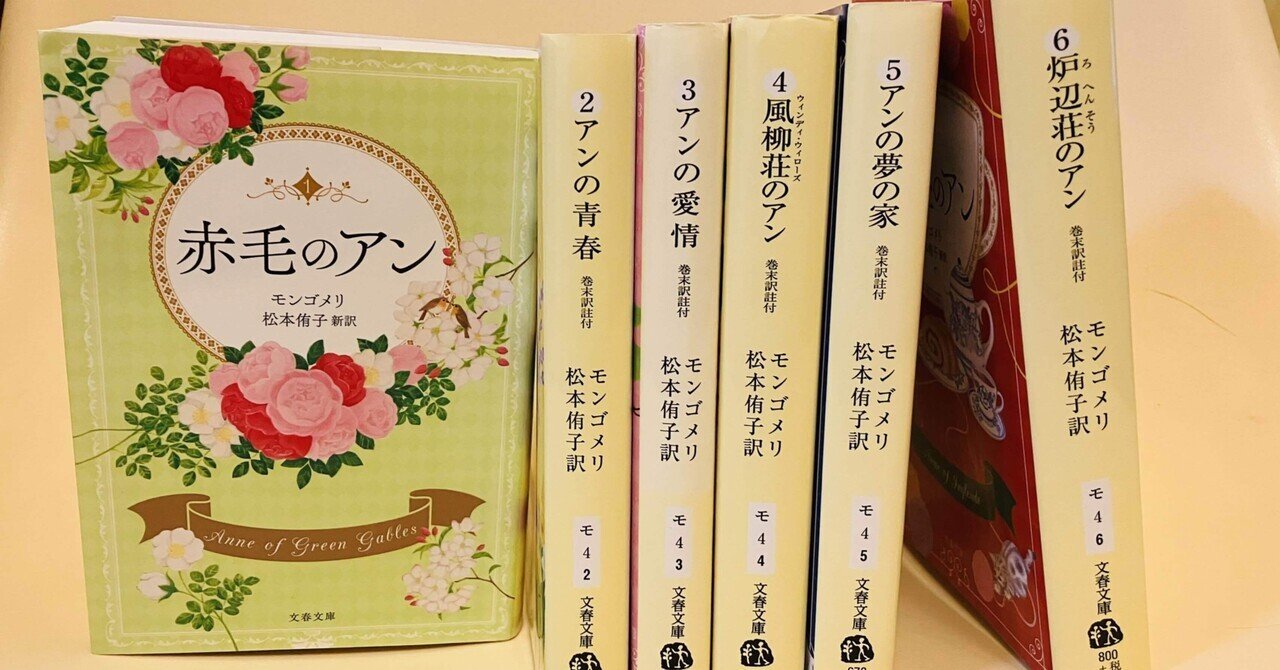 1
赤毛のアン
モンゴメリ
松本侑子 新訳
Anne of Green Gables
文春文庫
2 アンの青春
巻末訳註付
モンゴメリ
松本侑子訳
モ 4 2
文春文庫
3 アンの愛情
巻末訳註付
モンゴメリ
松本侑子訳
モ 4 3
文春文庫
4 風柳荘のアン
ウィンディ・ウィローズ
巻末訳註付
モンゴメリ
松本侑子訳
モ 4 4
文春文庫
5 アンの夢の家
巻末訳註付
モンゴメリ
松本侑子訳
モ 4 5
文春文庫
のアン
6 炉辺荘のアン
ろへんそう
巻末訳註付
モンゴメリ
松本侑子訳
モ 4 6
文春文庫
800